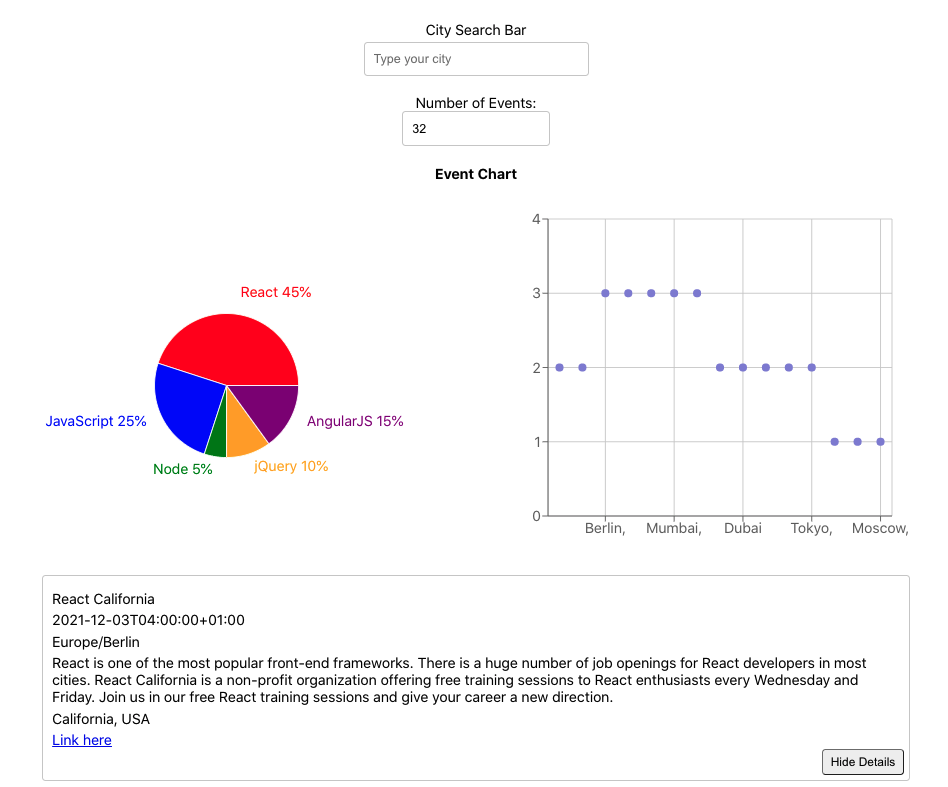 City Search Bar
Type your city
Number of Events:
32
Event Chart
React 45%
JavaScript 25%
AngularJS 15%
Node 5%
jQuery 10%
4
3
2
1
0
Berlin,
Mumbai,
Dubai
Tokyo,
Moscow,
React California
2021-12-03T04:00:00+01:00
Europe/Berlin
React is one of the most popular front-end frameworks. There is a huge number of job openings for React developers in most
cities. React California is a non-profit organization offering free training sessions to React enthusiasts every Wednesday and
Friday. Join us in our free React training sessions and give your career a new direction.
California, USA
Link here
Hide Details